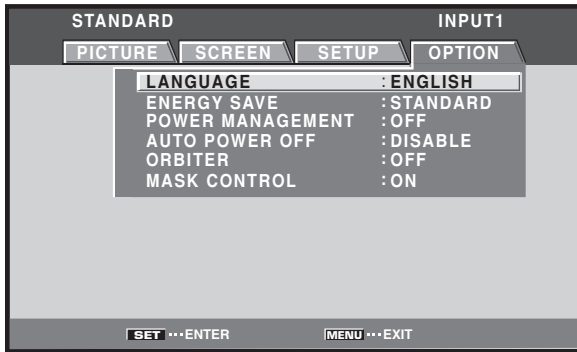 STANDARD INPUT1
PICTURE SCREEN SETUP OPTION
LANGUAGE :ENGLISH
ENERGY SAVE :STANDARD
POWER MANAGEMENT :OFF
AUTO POWER OFF :DISABLE
ORBITER :OFF
MASK CONTROL :ON
SET ···ENTER MENU ···EXIT